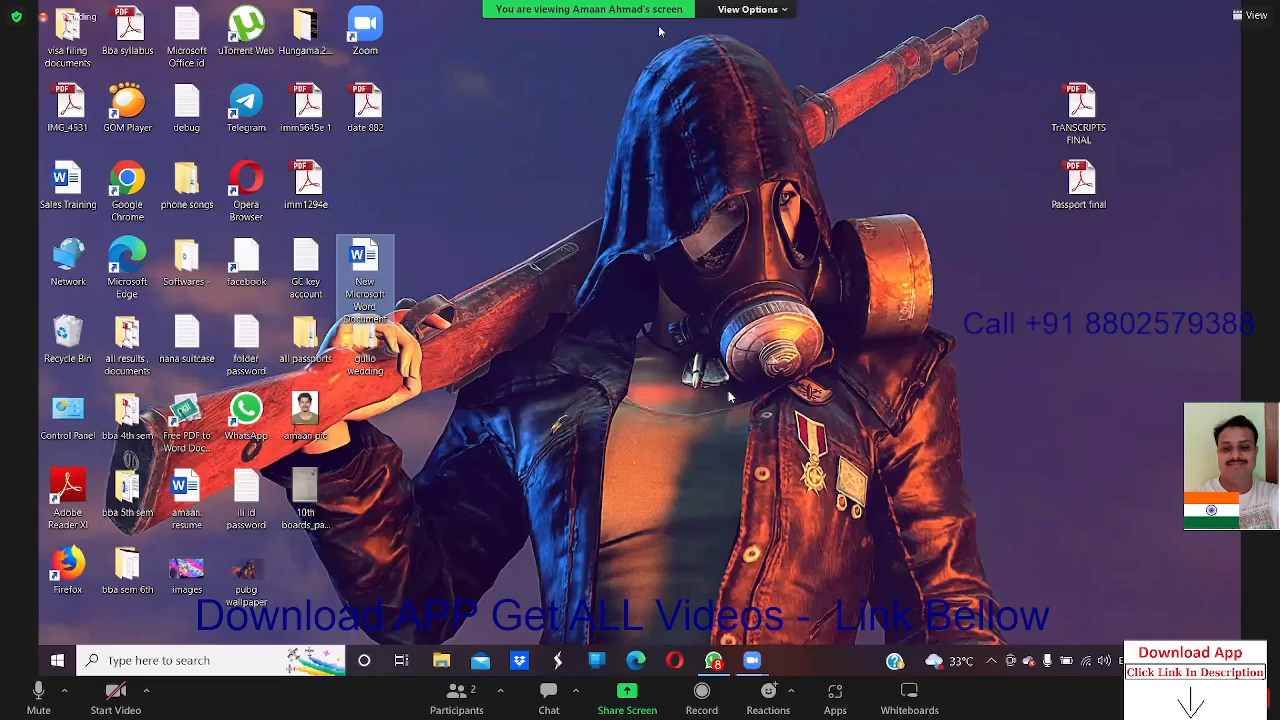 You are viewing Amaan Ahmad's screen
View Options
View
visa filing documents
bba syllabus
Microsoft Office id
uTorrent Web
Hungama2...
Zoom
IMG_4531
GOM Player
debug
Telegram
imm5645e 1
date 882
TrANSCRIPTS FINAL
Sales Training
Google Chrome
phone songs
Opera Browser
imm1294e
Passport final
Network
Microsoft Edge
Softwares -
facebook
GC key account
New Microsoft Word Document
Call +91 8802579388
Recycle Bin
all results. documents
nana suitcase
folder password
all passports
gullo wedding
Control Panel
bba 4th sem
Free PDF to Word Doc...
WhatsApp
amaan pic
Adobe Reader XI
bba 5th sem
amaan. resume
ili id password
10th boards_pa...
Firefox
bba sem 6th
images
pubg wallpaper
Download APP Get ALL Videos - Link Bellow
Type here to search
8
33°C
Download App
Click Link In Description
Mute
Start Video
Participants
2
Chat
Share Screen
Record
Reactions
Apps
Whiteboards